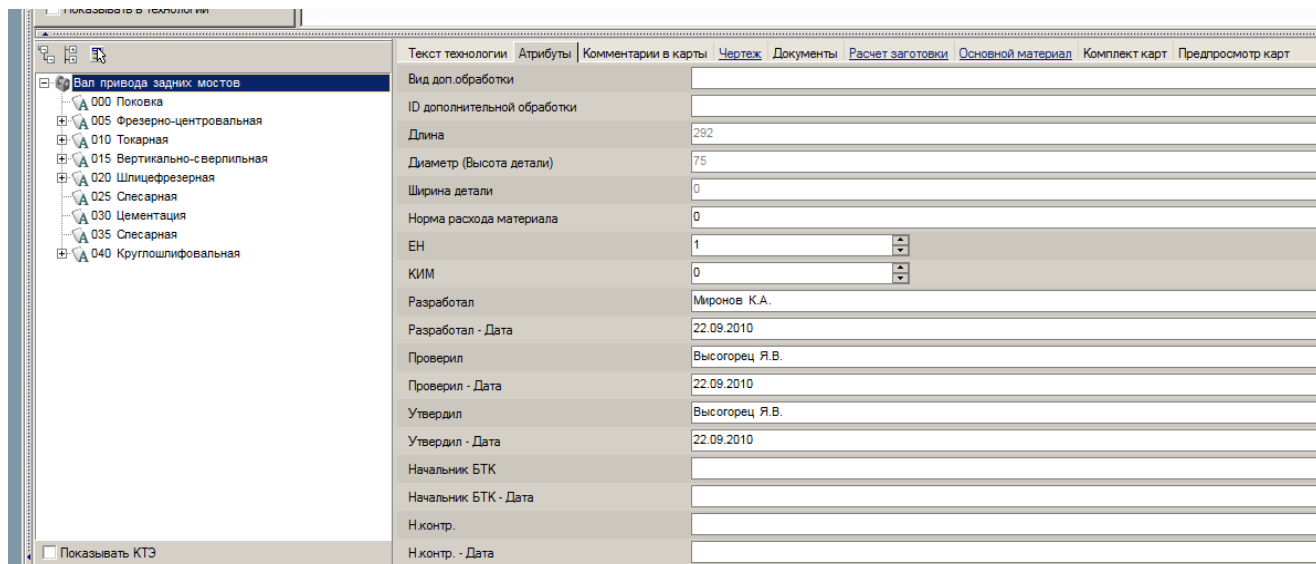 Показывать в технологии
Текст технологии Атрибуты Комментарии в карты Чертеж Документы Расчет заготовки Основной материал Комплект карт Предпросмотр карт
Вал привода задних мостов
000 Поковка
005 Фрезерно-центровальная
010 Токарная
015 Вертикально-сверлильная
020 Шлицефрезерная
025 Слесарная
030 Цементация
035 Слесарная
040 Круглошлифовальная
Показывать КТЭ
Вид доп.обработки
ID дополнительной обработки
Длина 292
Диаметр (Высота детали) 75
Ширина детали 0
Норма расхода материала 0
ЕН 1
КИМ 0
Разработал Миронов К.А.
Разработал - Дата 22.09.2010
Проверил Высогорец Я.В.
Проверил - Дата 22.09.2010
Утвердил Высогорец Я.В.
Утвердил - Дата 22.09.2010
Начальник БТК
Начальник БТК - Дата
Н.контр.
Н.контр. - Дата